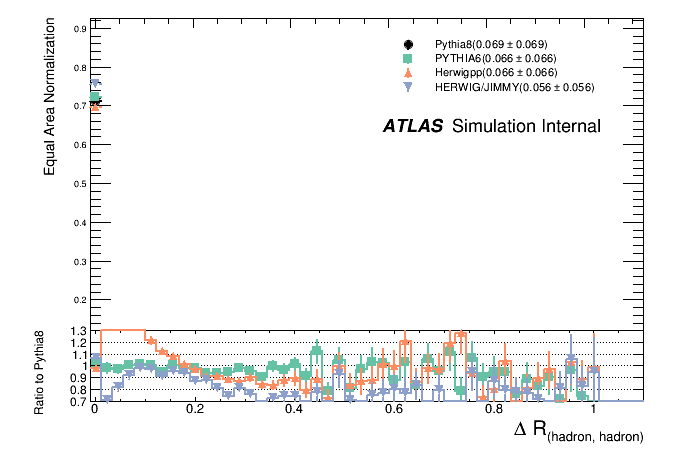 Equal Area Normalization
0.9
0.8
0.7
0.6
0.5
0.4
0.3
0.2
Pythia8(0.069 ± 0.069)
PYTHIA6(0.066 ± 0.066)
Herwigpp(0.066 ± 0.066)
HERWIG/JIMMY(0.056 ± 0.056)
ATLAS Simulation Internal
Ratio to Pythia8
1.3
1.2
1.1
1
0.9
0.8
0.7
0 0.2 0.4 0.6 0.8 1
Δ R(hadron, hadron)